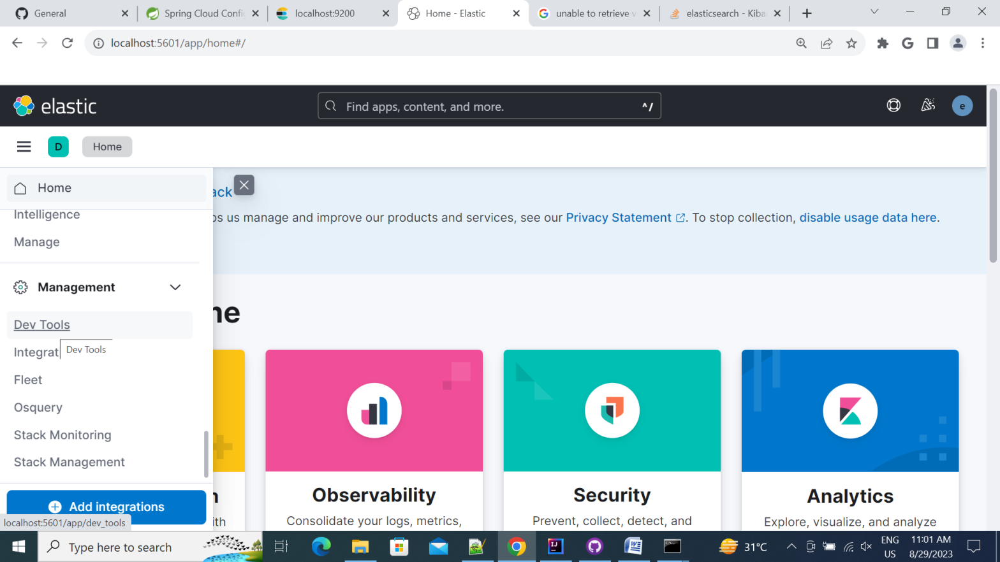 General
Spring Cloud Confi
localhost:9200
Home - Elastic
unable to retrieve v
elasticsearch - Kiba
localhost:5601/app/home#/
elastic
Find apps, content, and more.
^/
e
D
Home
Home
ack
ps us manage and improve our products and services, see our Privacy Statement. To stop collection, disable usage data here.
Intelligence
Manage
Management
me
Dev Tools
Integrat
Dev Tools
Fleet
Osquery
Stack Monitoring
Stack Management
Add integrations
localhost:5601/app/dev_tools
ith
Observability
Consolidate your logs, metrics,
Security
Prevent, collect, detect, and
Analytics
Explore, visualize, and analyze
Type here to search
31°C
ENG
US
11:01 AM
8/29/2023